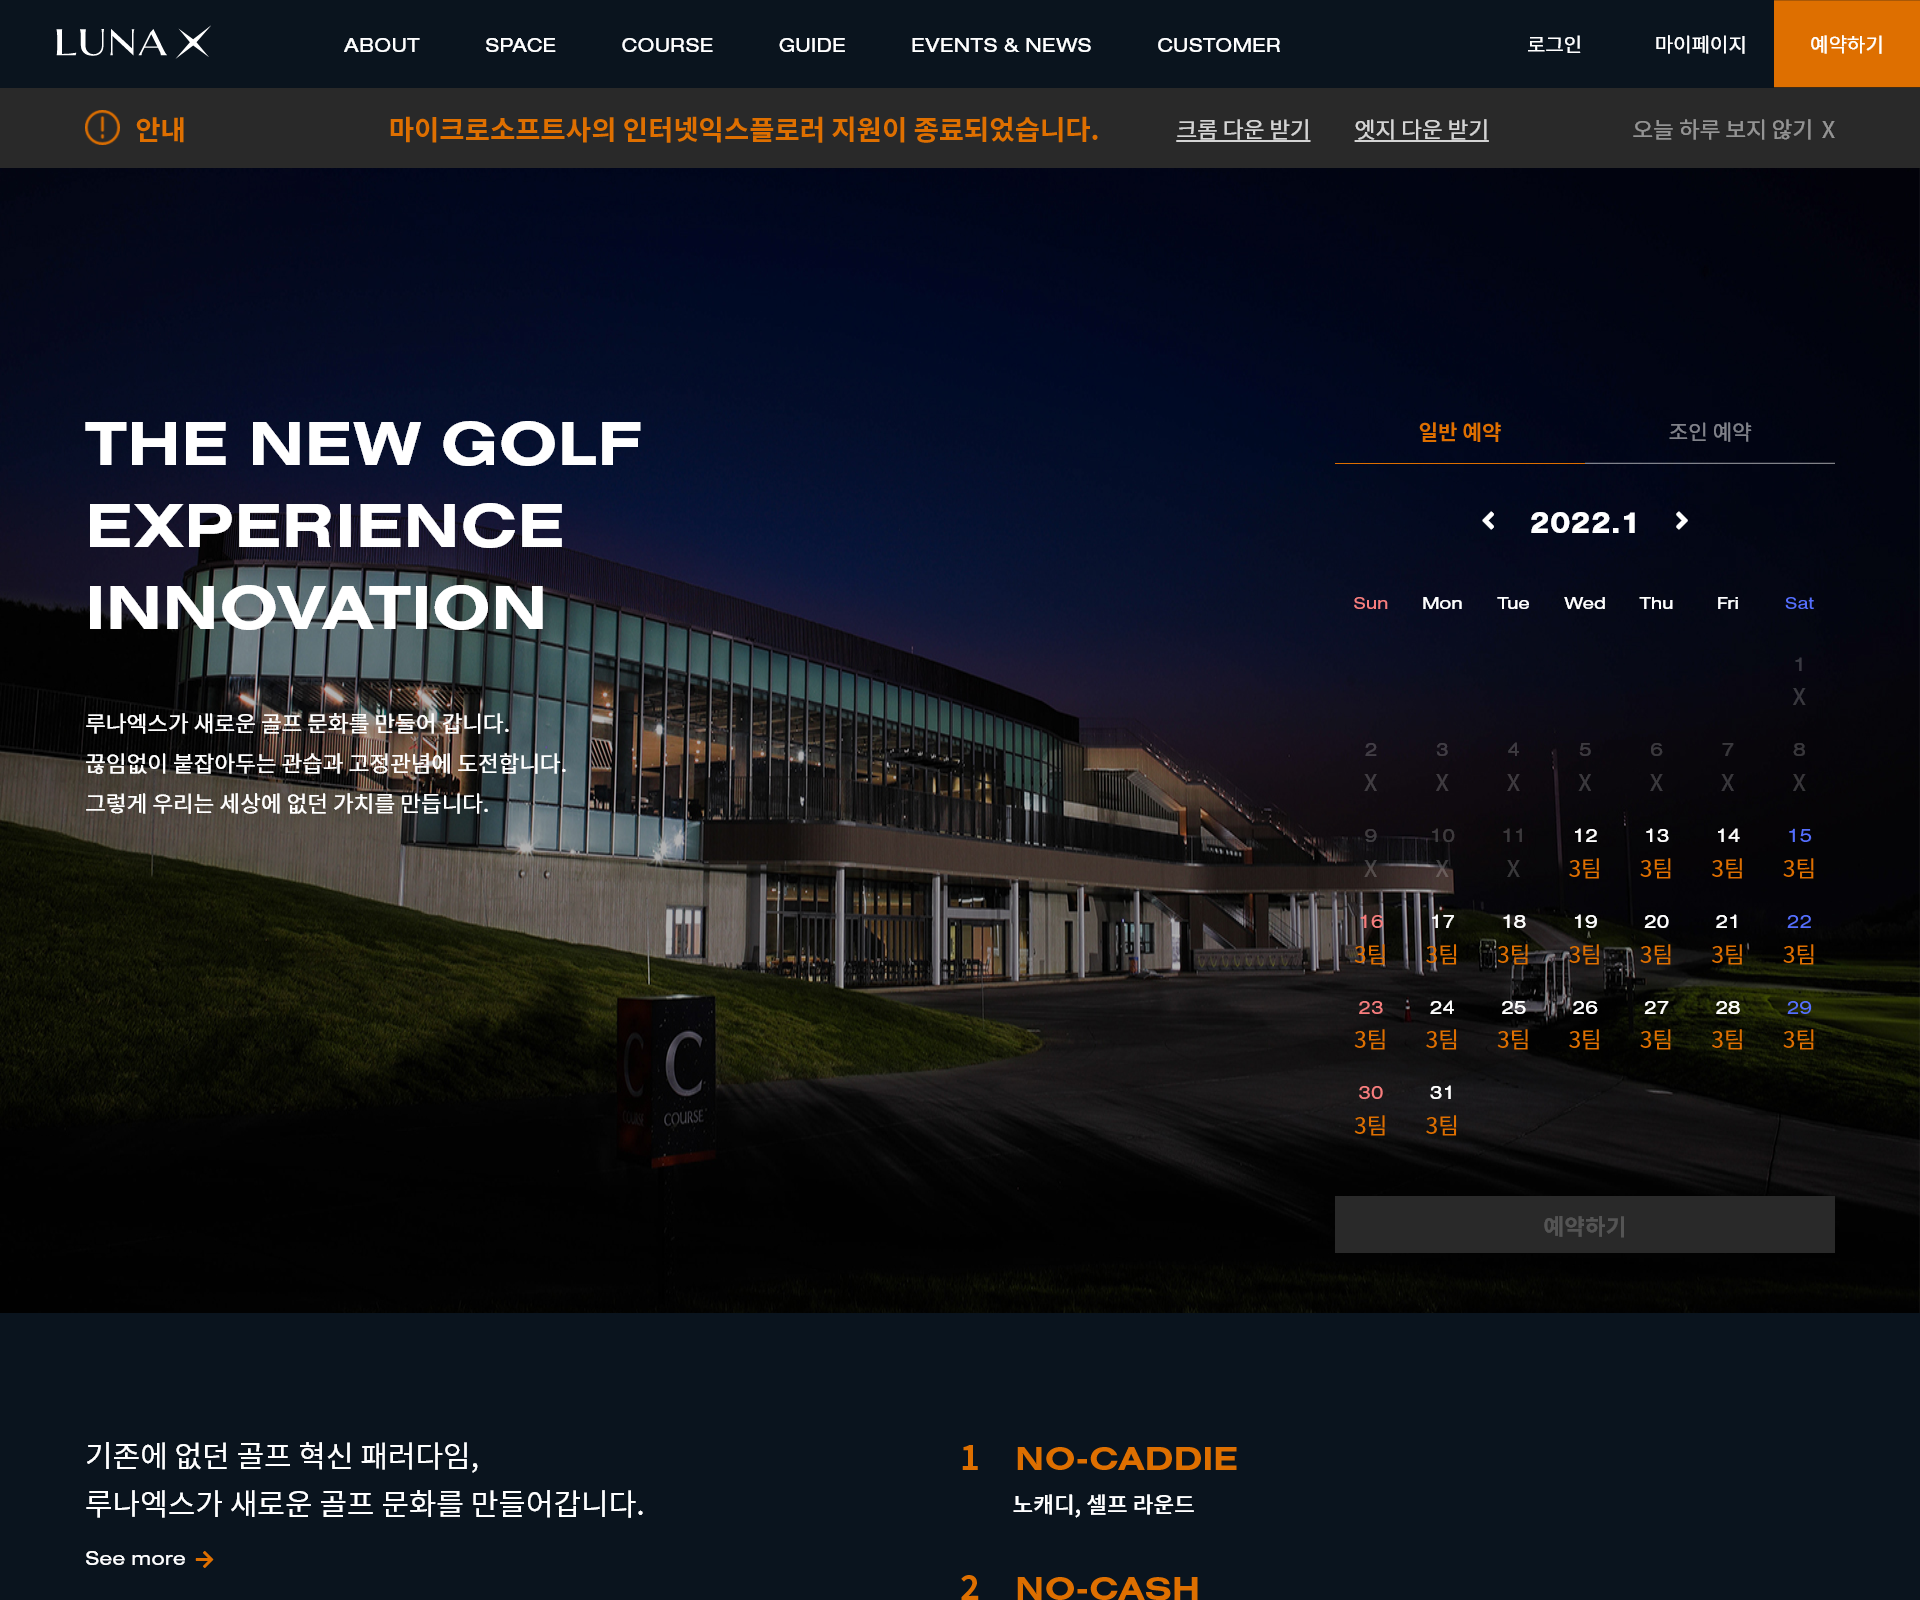 LUNA X
ABOUT SPACE COURSE GUIDE EVENTS & NEWS CUSTOMER 로그인 마이페이지 예약하기
안내 마이크로소프트사의 인터넷익스플로러 지원이 종료되었습니다. 크롬 다운 받기 엣지 다운 받기 오늘 하루 보지 않기 X
THE NEW GOLF
EXPERIENCE
INNOVATION
루나엑스가 새로운 골프 문화를 만들어 갑니다.
끊임없이 붙잡아두는 관습과 고정관념에 도전합니다.
그렇게 우리는 세상에 없던 가치를 만듭니다.
C
COURSE
C
일반 예약 조인 예약
2022.1
Sun Mon Tue Wed Thu Fri Sat
1
X
2 3 4 5 6 7 8
X X X X X X X
9 10 11 12 13 14 15
X X X 3팀 3팀 3팀 3팀
16 17 18 19 20 21 22
3팀 3팀 3팀 3팀 3팀 3팀 3팀
23 24 25 26 27 28 29
3팀 3팀 3팀 3팀 3팀 3팀 3팀
30 31
3팀 3팀
예약하기
기존에 없던 골프 혁신 패러다임,
루나엑스가 새로운 골프 문화를 만들어갑니다.
See more
1 NO-CADDIE
노캐디, 셀프 라운드
2 NO-CASH